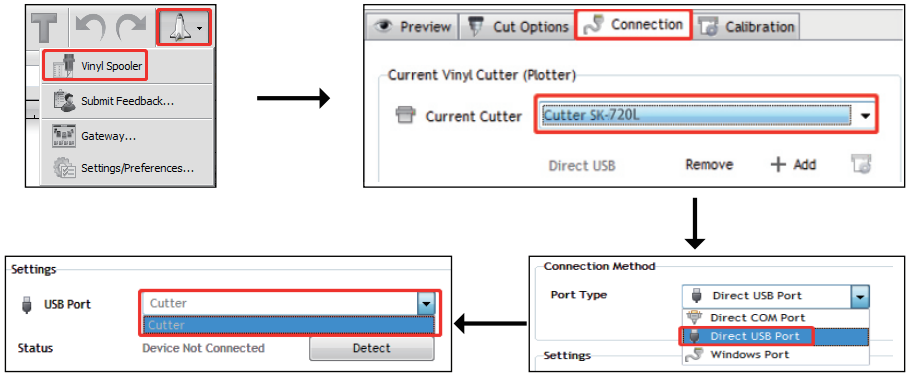 T
Vinyl Spooler
Submit Feedback...
Gateway...
Settings/Preferences...
Preview Cut Options Connection Calibration
Current Vinyl Cutter (Plotter)
Current Cutter Cutter SK-720L
Direct USB Remove Add
Connection Method
Port Type Direct USB Port
Direct COM Port
Direct USB Port
Windows Port
Settings
Settings
USB Port Cutter
Cutter
Status Device Not Connected Detect